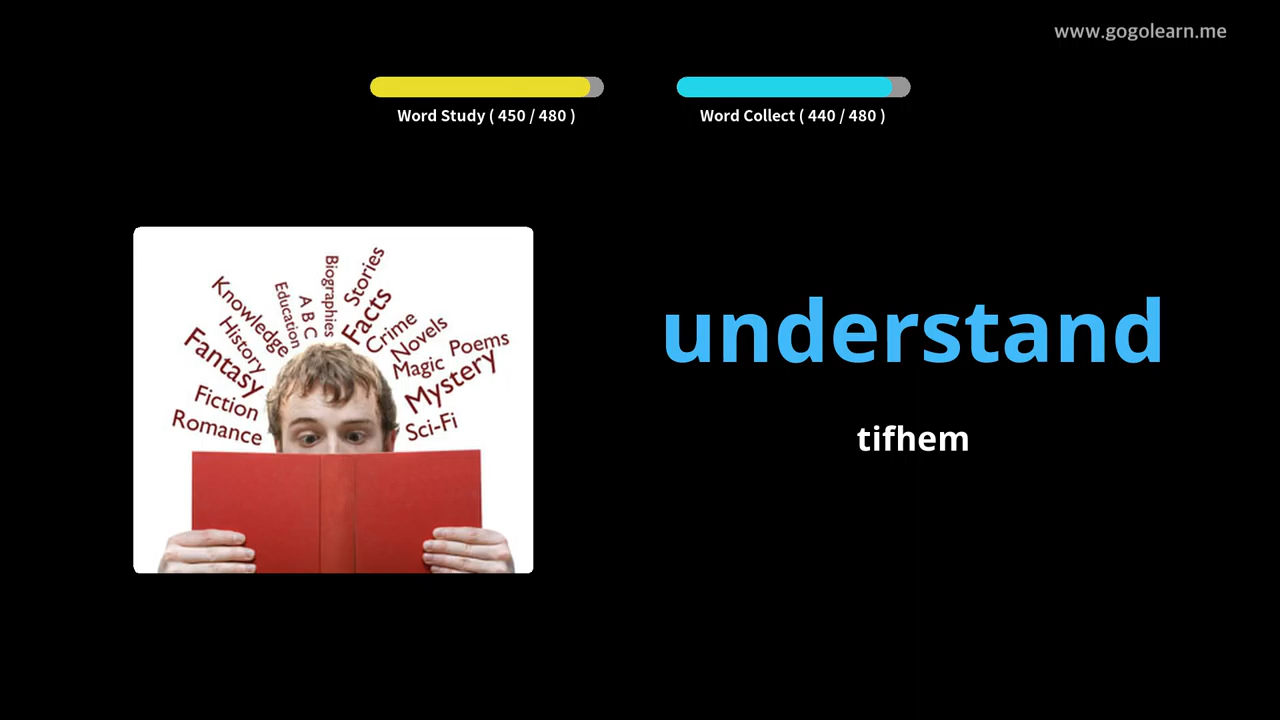 www.gogolearn.me
Word Study ( 450 / 480 )
Word Collect ( 440 / 480 )
Knowledge
Education
A B C
Biographies
Stories
History
Facts
Crime
Novels
Fantasy
Magic
Poems
Fiction
Mystery
Romance
Sci-Fi
understand
tifhem